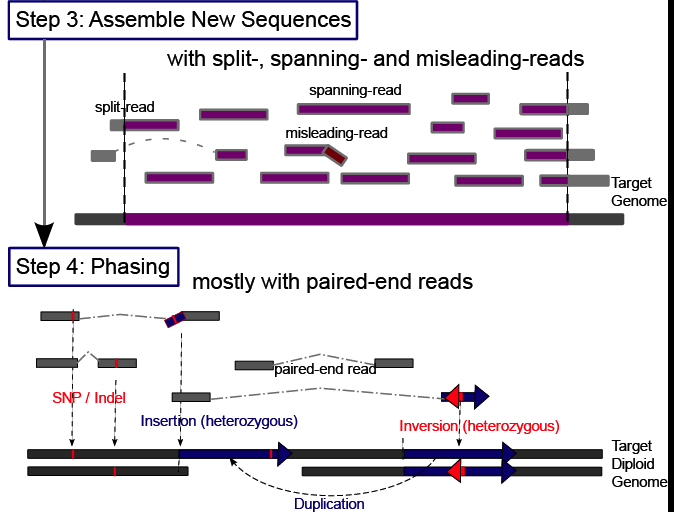 Step 3: Assemble New Sequences
with split-, spanning- and misleading-reads
spanning-read
split-read
misleading-read
Target
Genome
Step 4: Phasing
mostly with paired-end reads
paired-end read
SNP / Indel
Insertion (heterozygous)
Inversion (heterozygous)
Target
Diploid
Genome
Duplication